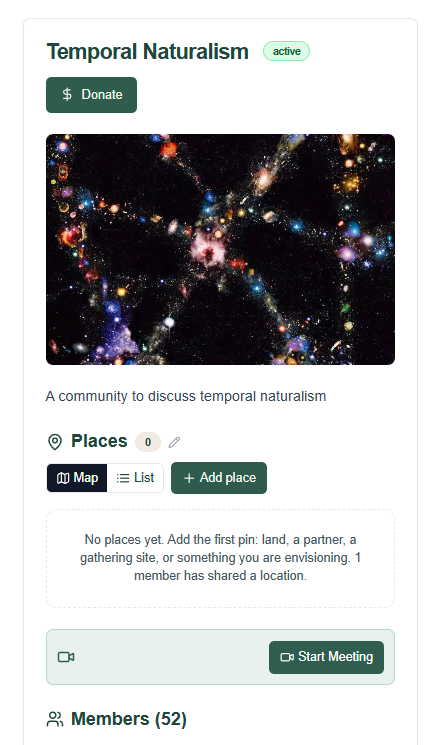 Temporal Naturalism
active
$ Donate
A community to discuss temporal naturalism
Places 0
Map List + Add place
No places yet. Add the first pin: land, a partner, a
gathering site, or something you are envisioning. 1
member has shared a location.
Start Meeting
Members (52)